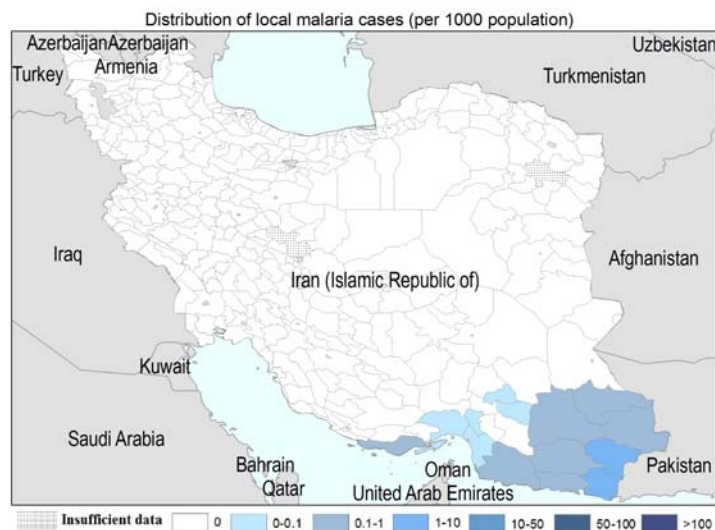 Distribution of local malaria cases (per 1000 population)
Azerbaijan Azerbaijan
Uzbekistan
Armenia
Turkey
Turkmenistan
Iraq
Afghanistan
Iran (Islamic Republic of)
Kuwait
Saudi Arabia
Bahrain
Oman
Pakistan
Qatar
United Arab Emirates
Insufficient data 0 0-0.1 0.1-1 1-10 10-50 50-100 >100